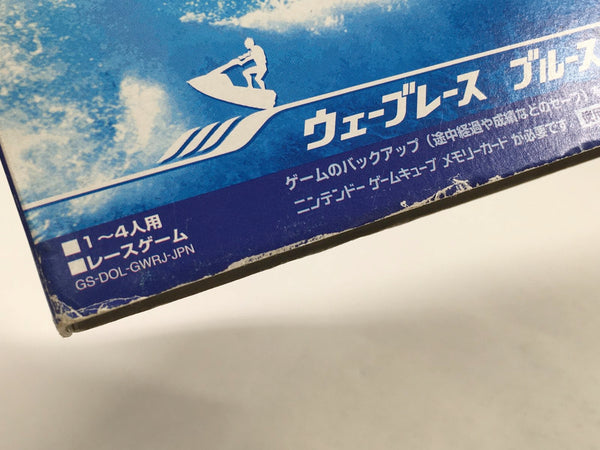 ウェーブレース ブルース
ゲームのバックアップ(途中経過や成績などのセーブ)
ニンテンドー ゲームキューブ メモリーカードが必要です
■1〜4人用
■レースゲーム
GS-DOL-GWRJ-JPN